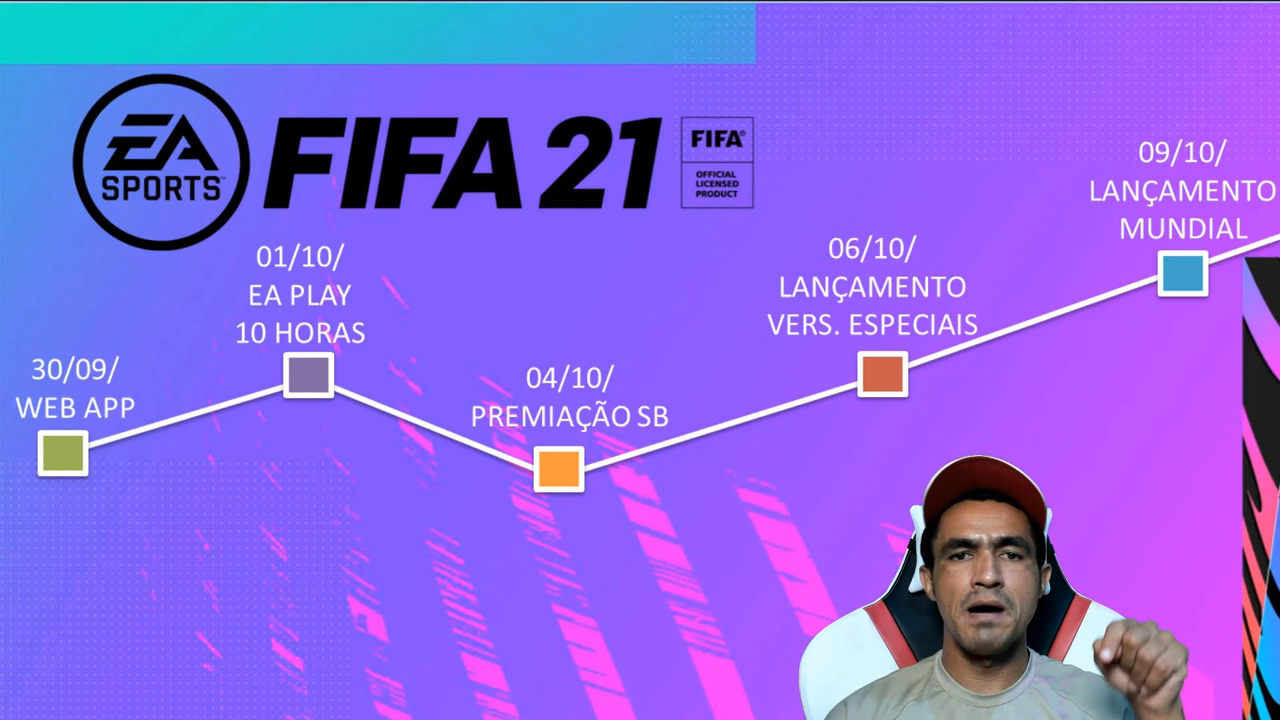 EA
SPORTS
FIFA 21
FIFA®
OFFICIAL
LICENSED
PRODUCT
30/09/
WEB APP
01/10/
EA PLAY
10 HORAS
04/10/
PREMIAÇÃO SB
06/10/
LANÇAMENTO
VERS. ESPECIAIS
09/10/
LANÇAMENTO
MUNDIAL